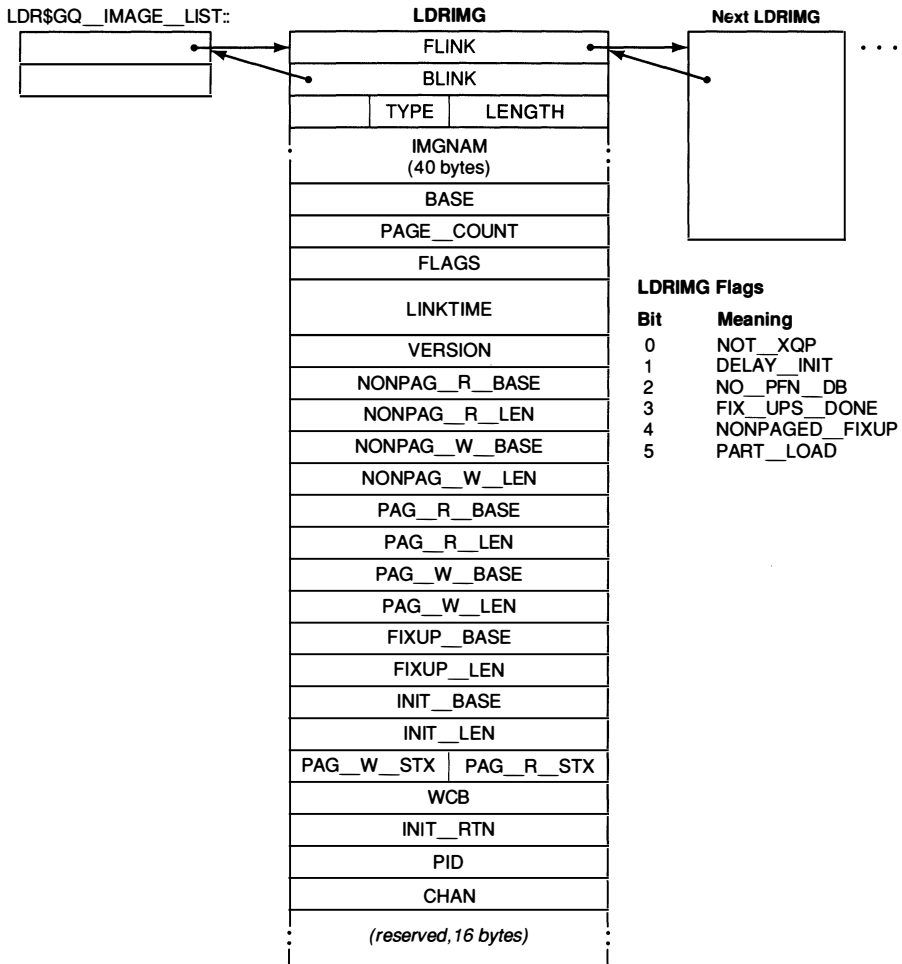 LDR$GQ__IMAGE__LIST::
LDRIMG
Next LDRIMG
FLINK
. . .
BLINK
TYPE LENGTH
IMGNAM
(40 bytes)
BASE
PAGE__COUNT
FLAGS
LINKTIME
VERSION
NONPAG__R__BASE
NONPAG__R__LEN
NONPAG__W__BASE
NONPAG__W__LEN
PAG__R__BASE
PAG__R__LEN
PAG__W__BASE
PAG__W__LEN
FIXUP__BASE
FIXUP__LEN
INIT__BASE
INIT__LEN
PAG__W__STX PAG__R__STX
WCB
INIT__RTN
PID
CHAN
(reserved,16 bytes)
LDRIMG Flags
Bit Meaning
0 NOT__XQP
1 DELAY__INIT
2 NO__PFN__DB
3 FIX__UPS__DONE
4 NONPAGED__FIXUP
5 PART__LOAD